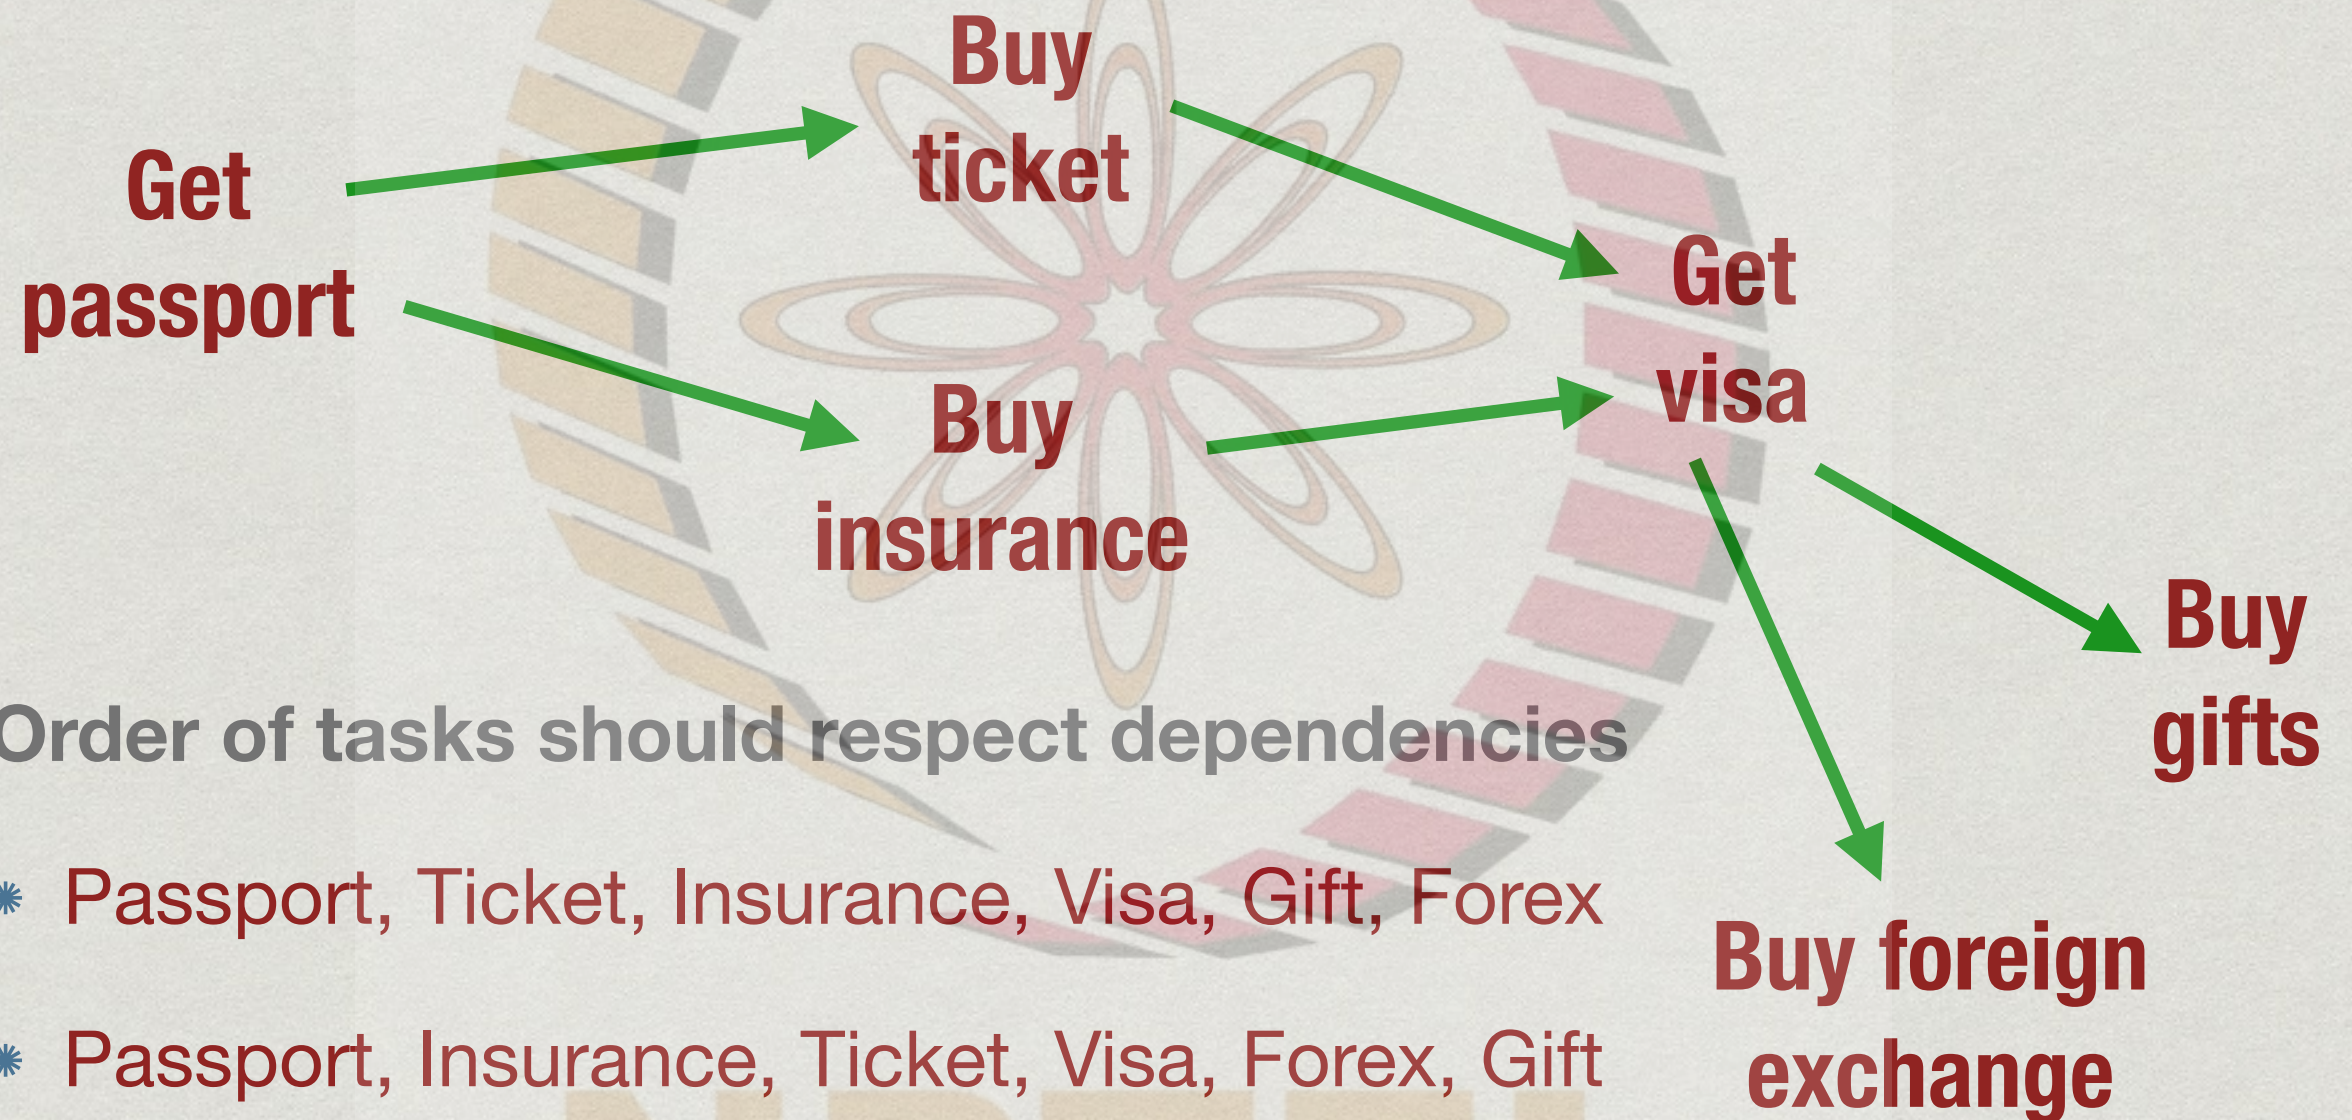 Buy
ticket
Get
passport
Get
visa
Buy
insurance
Buy
gifts
Order of tasks should respect dependencies
Passport, Ticket, Insurance, Visa, Gift, Forex
Buy foreign
exchange
Passport, Insurance, Ticket, Visa, Forex, Gift